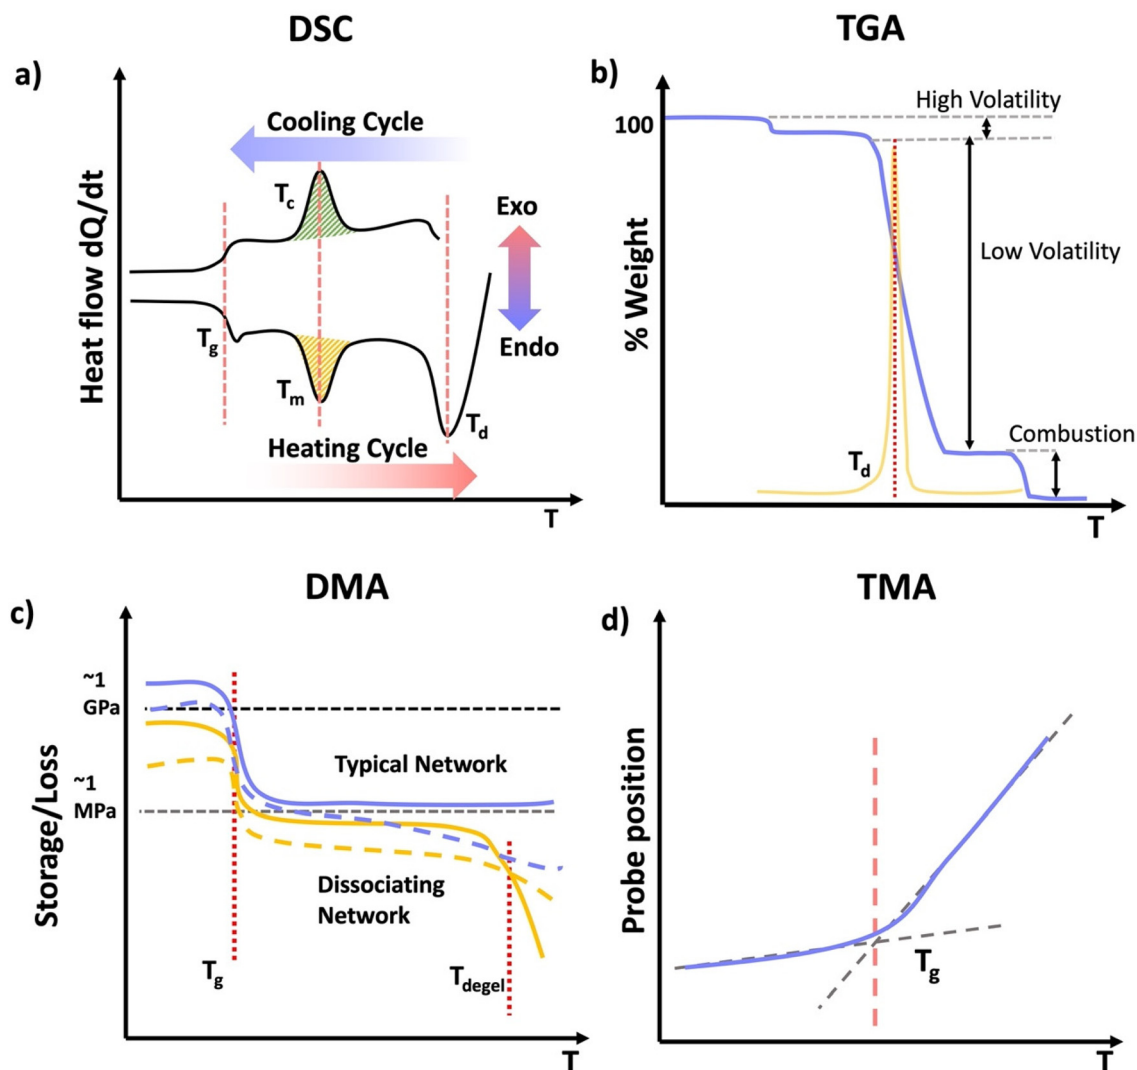 DSC
a)
Heat flow dQ/dt
Cooling Cycle
Tc
Exo
Endo
Tg
Tm
Td
Heating Cycle
T
TGA
b)
100
% Weight
High Volatility
Low Volatility
Combustion
Td
T
DMA
c)
~1
GPa
~1
MPa
Storage/Loss
Typical Network
Dissociating
Network
Tg
Tdegel
T
TMA
d)
Probe position
Tg
T